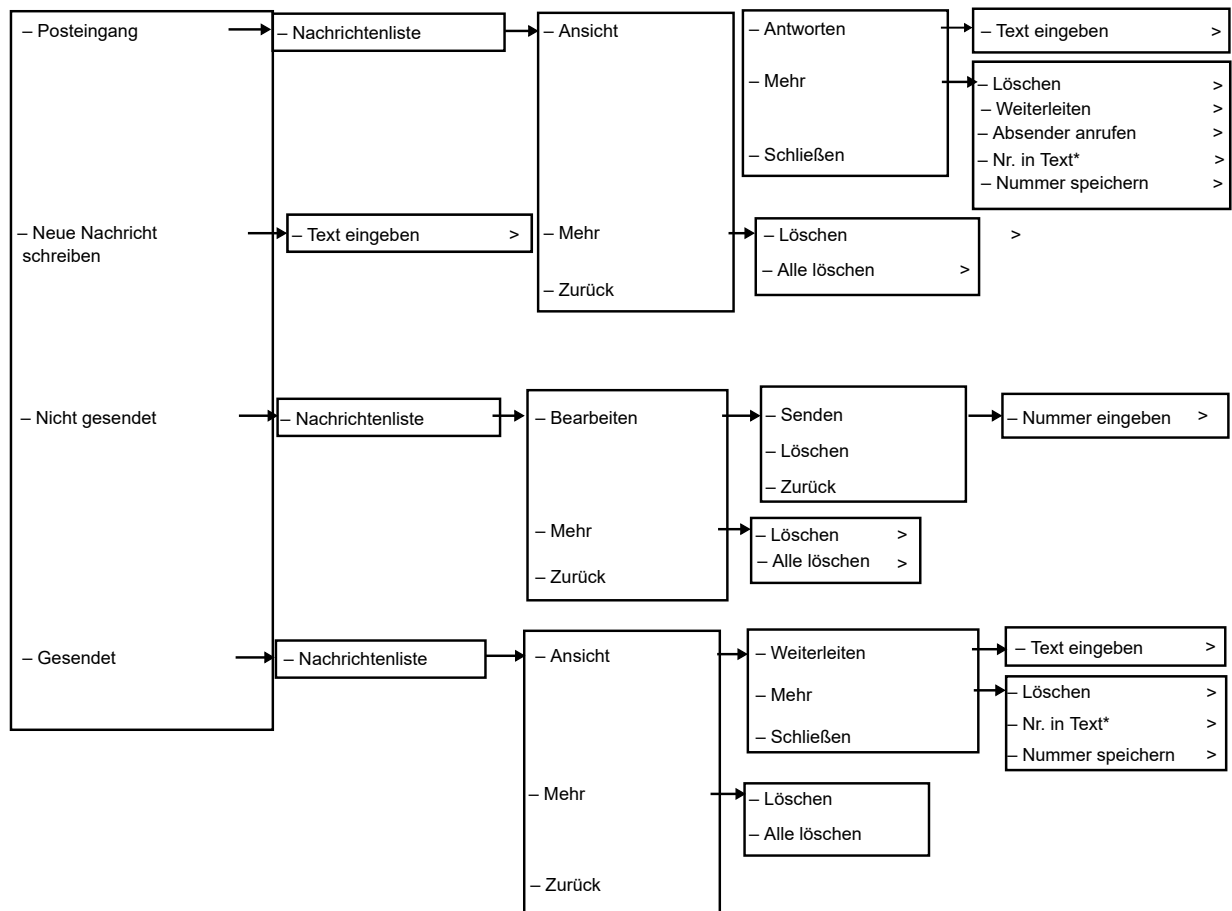 – Posteingang
– Nachrichtenliste
– Ansicht
– Antworten
– Text eingeben >
– Mehr
– Löschen >
– Weiterleiten >
– Absender anrufen >
– Nr. in Text* >
– Nummer speichern >
– Schließen
– Neue Nachricht
schreiben
– Text eingeben >
– Mehr
– Löschen >
– Alle löschen >
– Zurück
– Nicht gesendet
– Nachrichtenliste
– Bearbeiten
– Senden
– Nummer eingeben >
– Löschen
– Zurück
– Mehr
– Löschen >
– Alle löschen >
– Zurück
– Gesendet
– Nachrichtenliste
– Ansicht
– Weiterleiten
– Text eingeben >
– Mehr
– Löschen >
– Nr. in Text* >
– Nummer speichern >
– Schließen
– Mehr
– Löschen
– Alle löschen
– Zurück